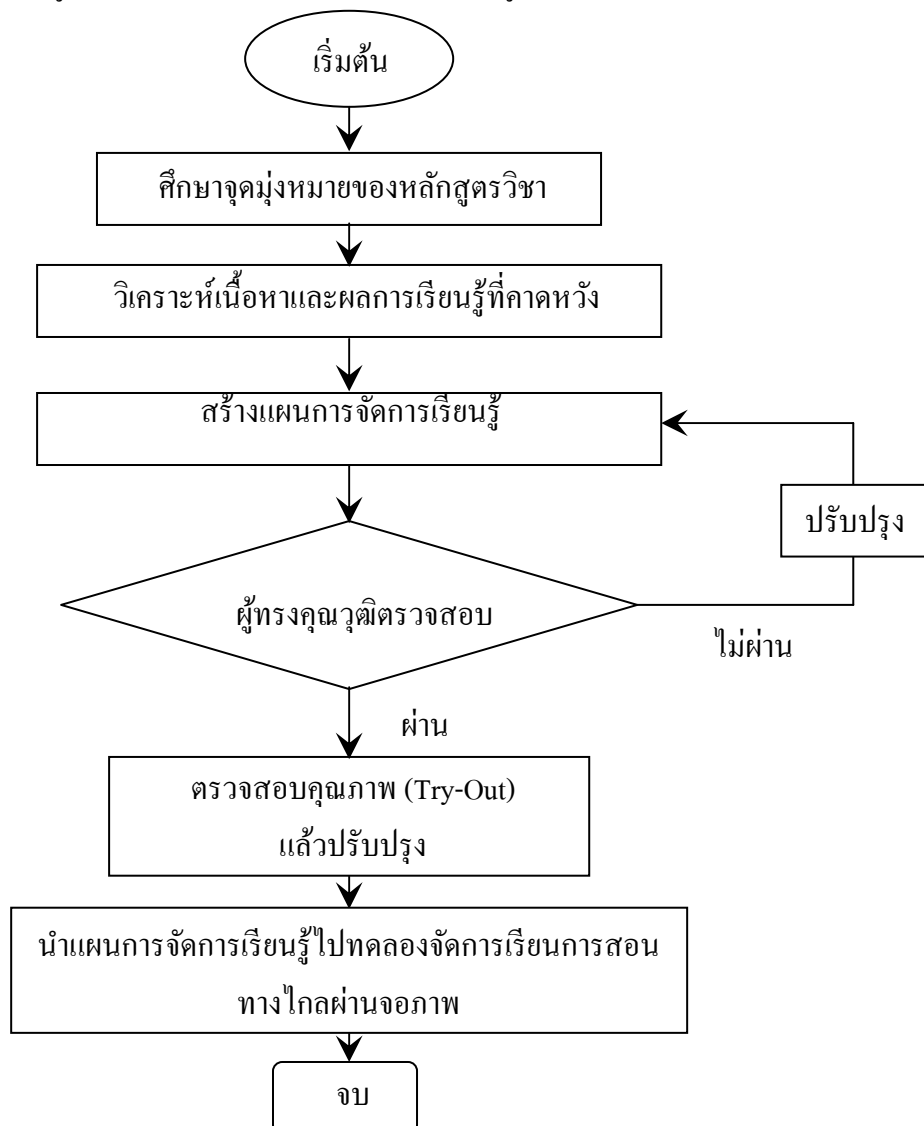 เริ่มต้น
ศึกษาจุดมุ่งหมายของหลักสูตรวิชา
วิเคราะห์เนื้อหาและผลการเรียนรู้ที่คาดหวัง
สร้างแผนการจัดการเรียนรู้
ปรับปรุง
ผู้ทรงคุณวุฒิตรวจสอบ
ไม่ผ่าน
ผ่าน
ตรวจสอบคุณภาพ (Try-Out)
แล้วปรับปรุง
นำแผนการจัดการเรียนรู้ไปทดลองจัดการเรียนการสอน
ทางไกลผ่านจอภาพ
จบ